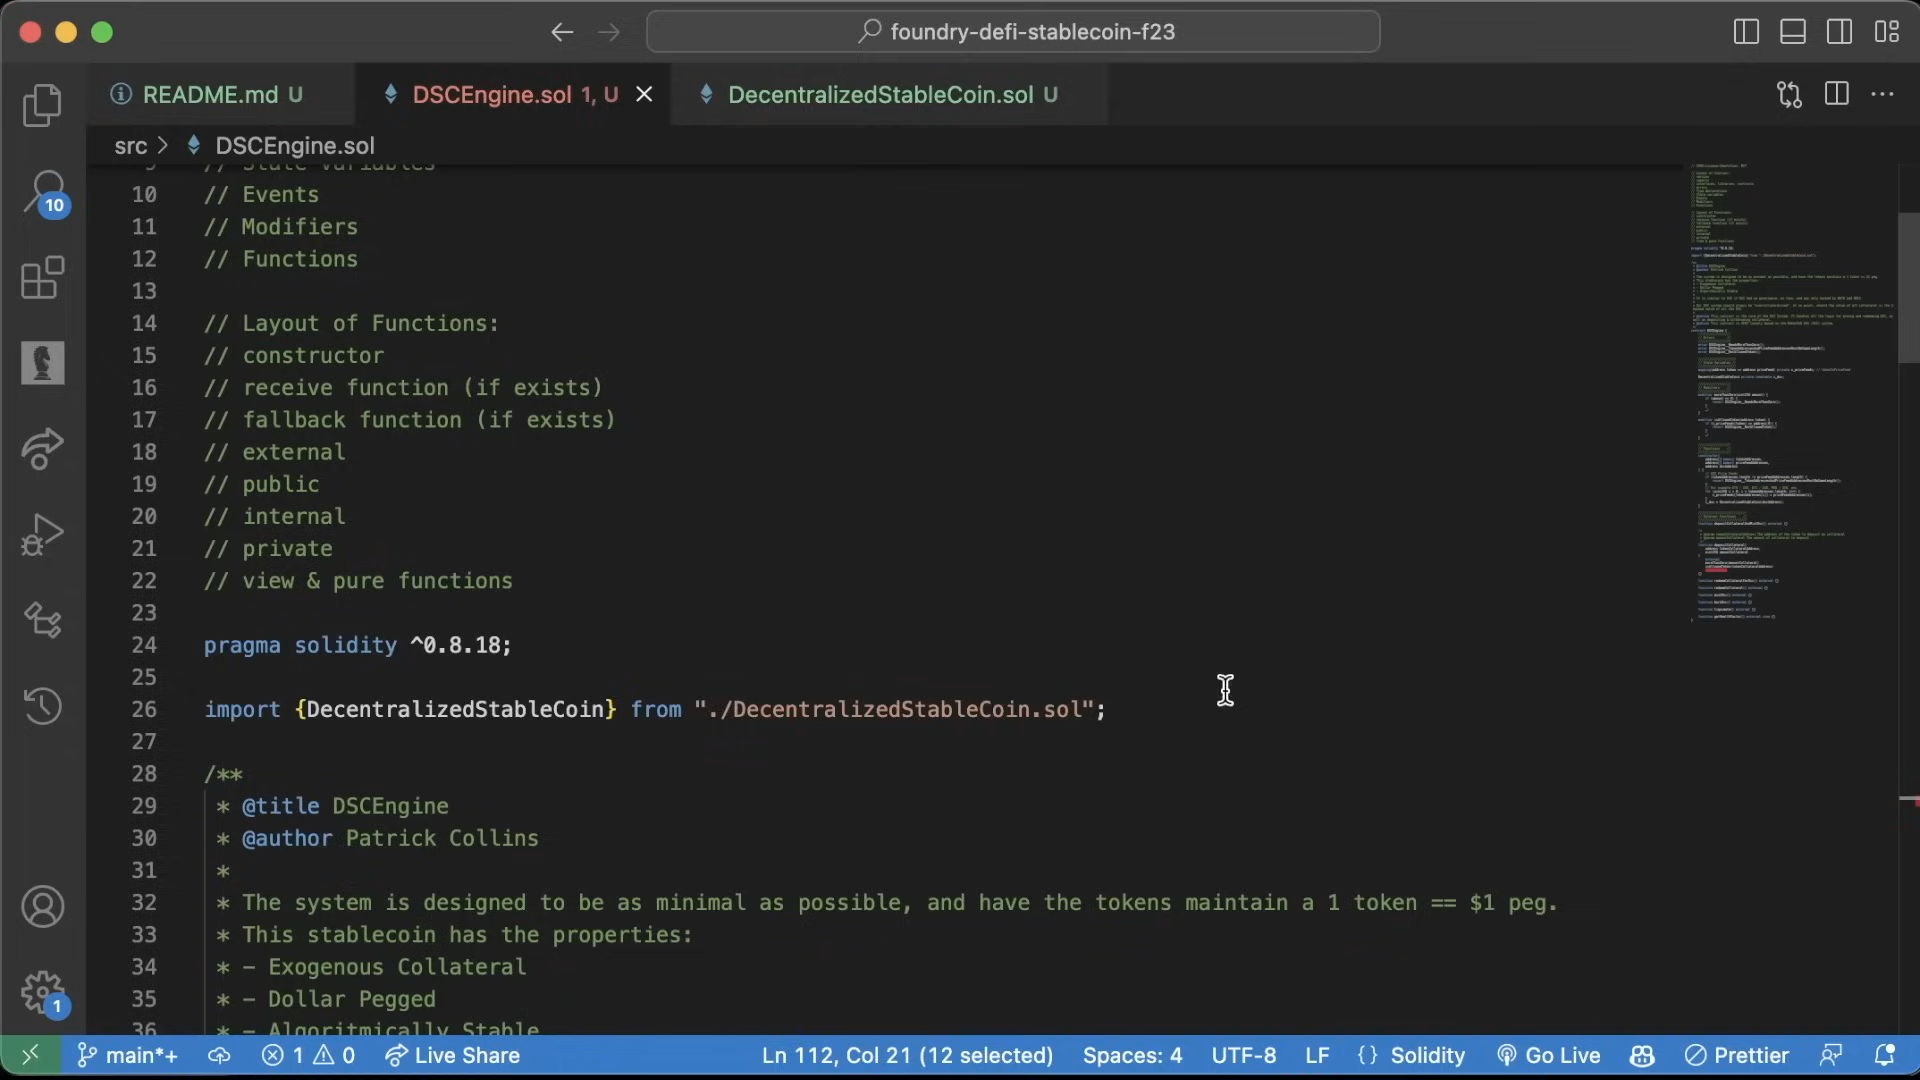 foundry-defi-stablecoin-f23
README.md U
DSCEngine.sol 1, U
DecentralizedStableCoin.sol U
src > DSCEngine.sol
9 // State variables
10 // Events
11 // Modifiers
12 // Functions
13
14 // Layout of Functions:
15 // constructor
16 // receive function (if exists)
17 // fallback function (if exists)
18 // external
19 // public
20 // internal
21 // private
22 // view & pure functions
23
24 pragma solidity ^0.8.18;
25
26 import {DecentralizedStableCoin} from "./DecentralizedStableCoin.sol";
27
28 /**
29 * @title DSCEngine
30 * @author Patrick Collins
31 *
32 * The system is designed to be as minimal as possible, and have the tokens maintain a 1 token == $1 peg.
33 * This stablecoin has the properties:
34 * - Exogenous Collateral
35 * - Dollar Pegged
36 * - Algoritmically Stable
10
1
main*+
1 0
Live Share
Ln 112, Col 21 (12 selected)
Spaces: 4
UTF-8
LF
{} Solidity
Go Live
Prettier